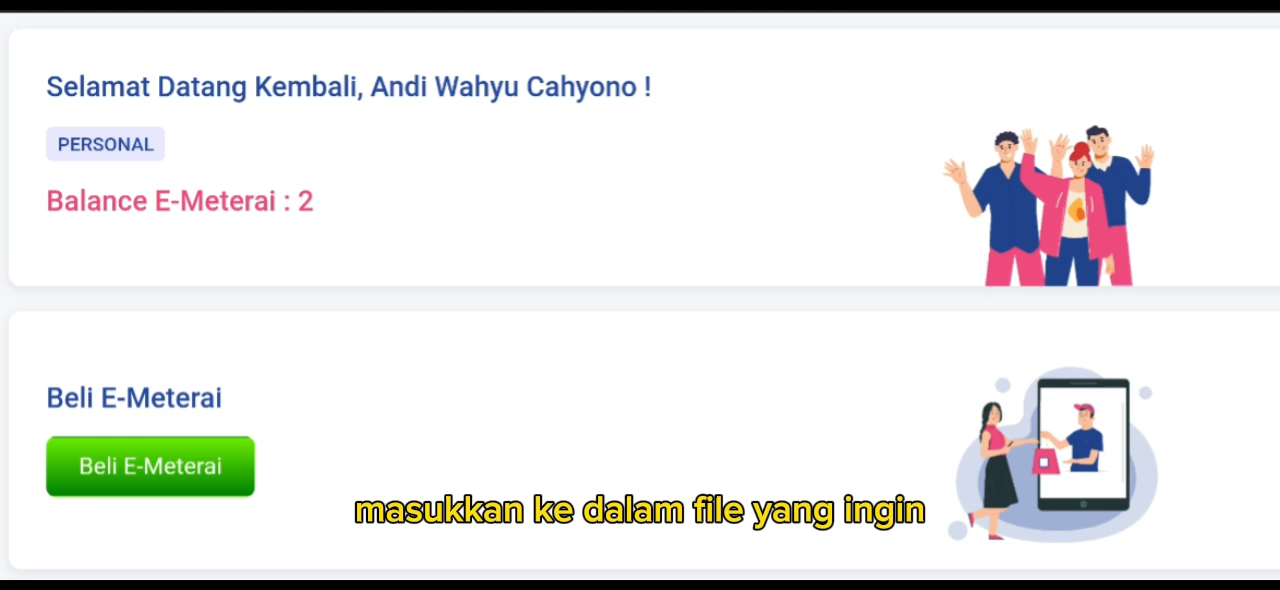 Selamat Datang Kembali, Andi Wahyu Cahyono !
PERSONAL
Balance E-Meterai : 2
Beli E-Meterai
Beli E-Meterai
masukkan ke dalam file yang ingin